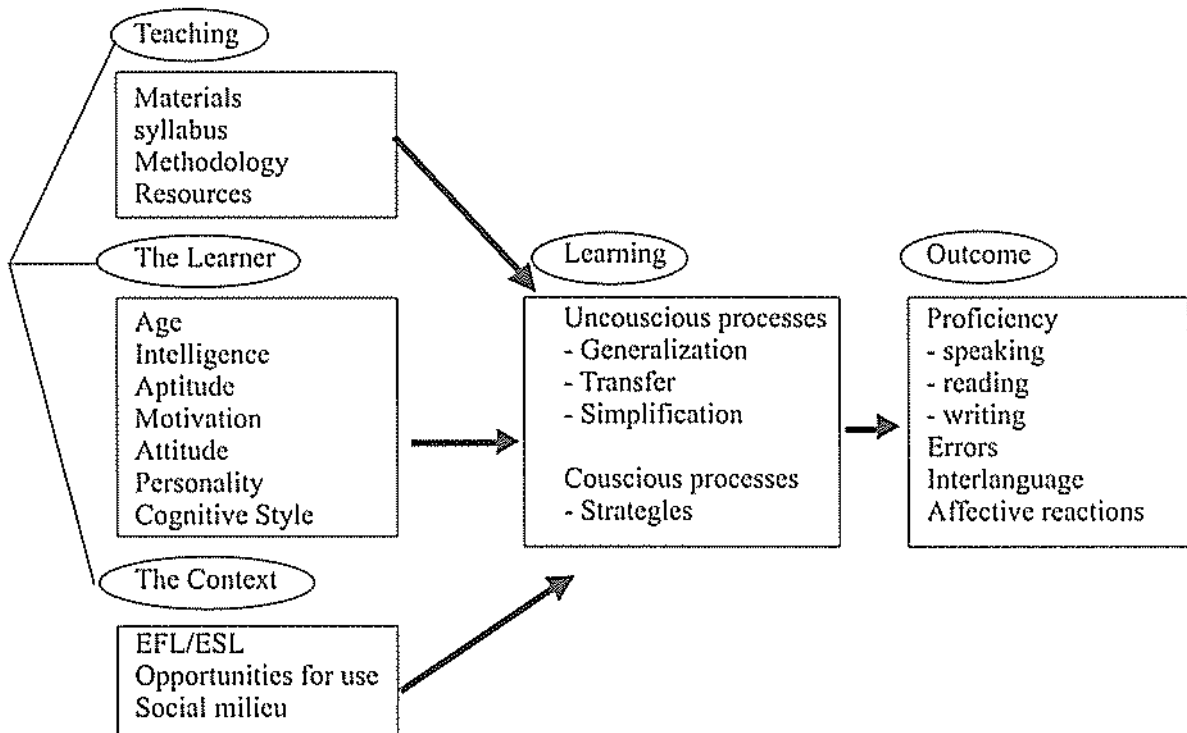 Teaching
Materials
syllabus
Methodology
Resources
The Learner
Age
Intelligence
Aptitude
Motivation
Attitude
Personality
Cognitive Style
The Context
EFL/ESL
Opportunities for use
Social milieu
Learning
Uncouscious processes
- Generalization
- Transfer
- Simplification
Couscious processes
- Strategles
Outcome
Proficiency
- speaking
- reading
- writing
Errors
Interlanguage
Affective reactions